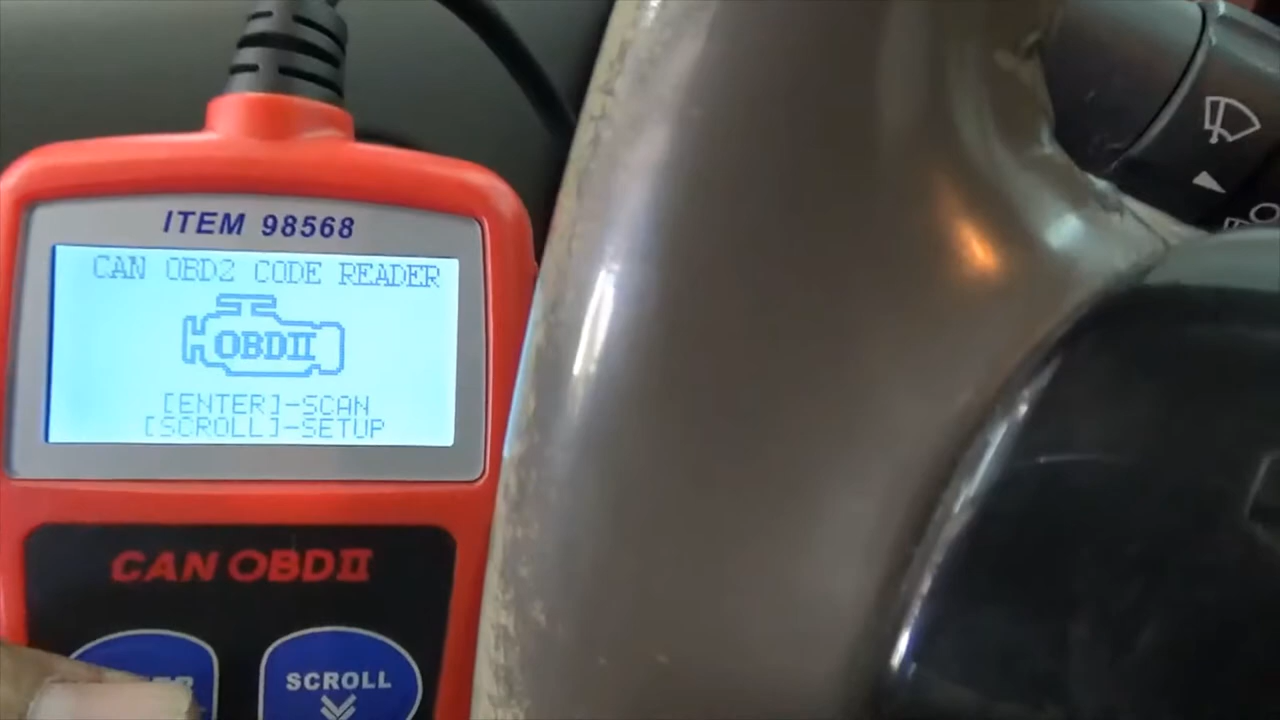 ITEM 98568
CAN OBD2 CODE READER
OBDII
[ENTER]-SCAN
[SCROLL]-SETUP
CAN OBDII
SCROLL